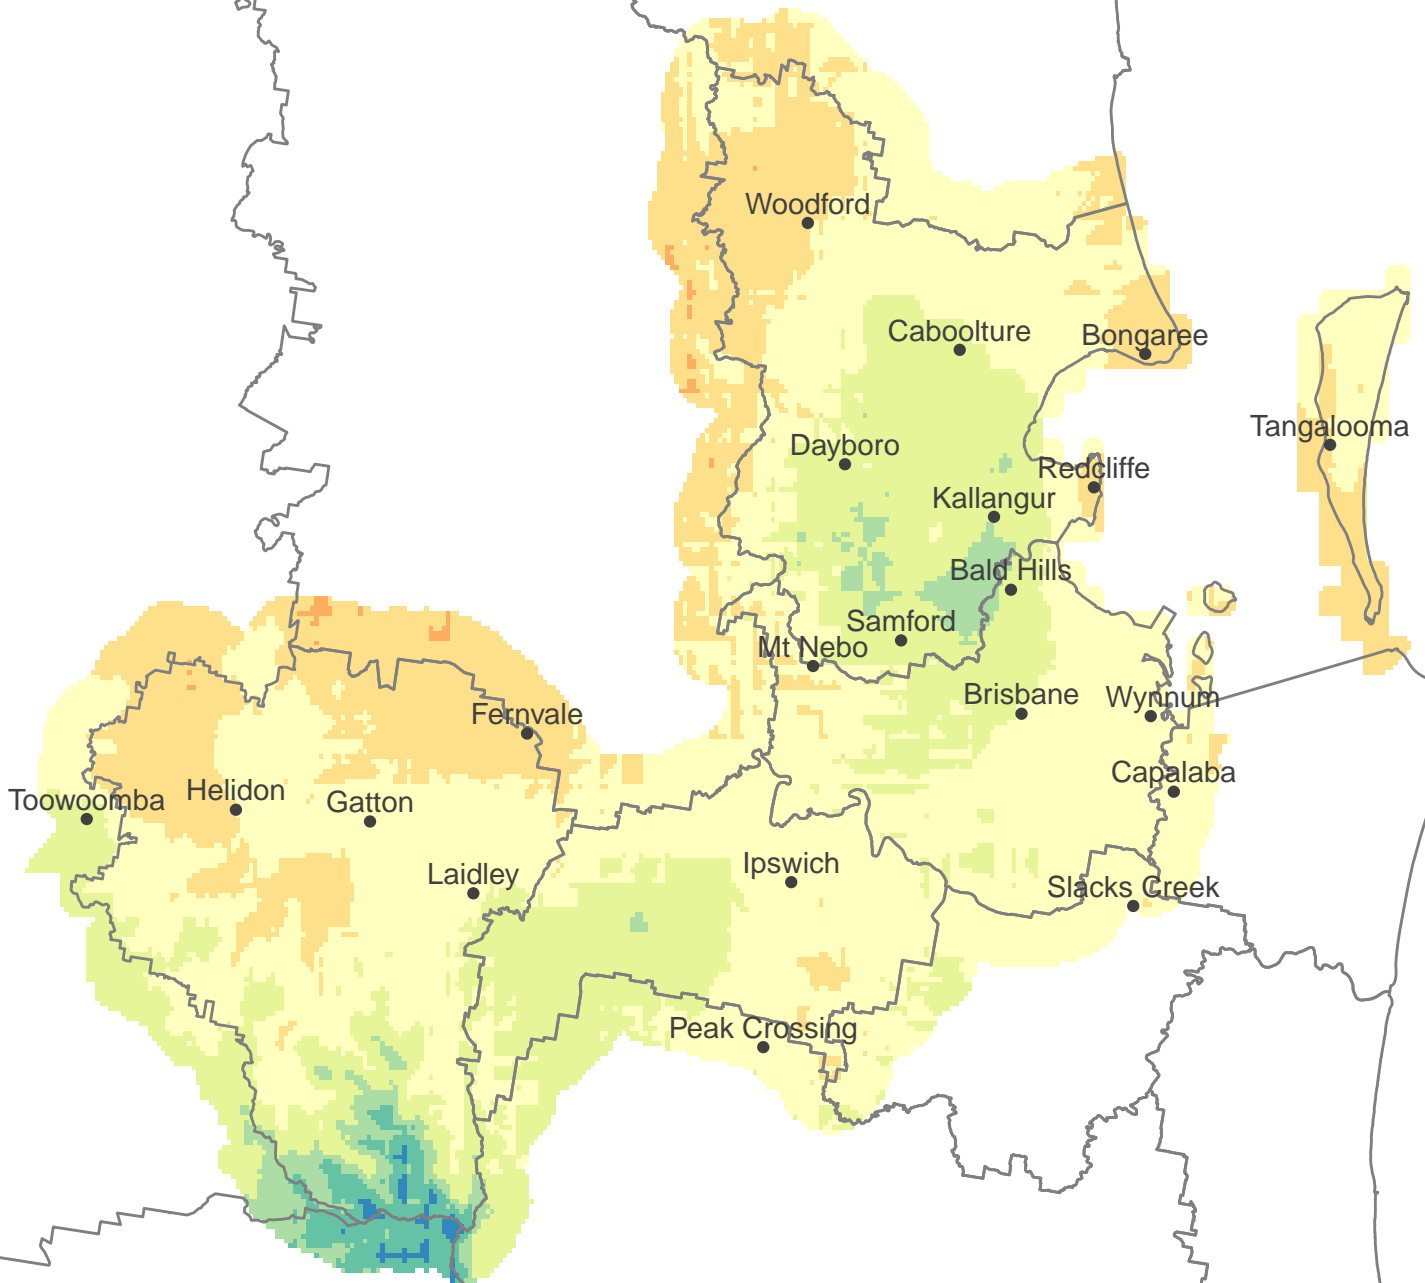 Woodford
Caboolture
Bongaree
Tangalooma
Dayboro
Redcliffe
Kallangur
Bald Hills
Samford
Mt Nebo
Brisbane
Wynnum
Fernvale
Capalaba
Toowoomba
Helidon
Gatton
Ipswich
Laidley
Slacks Creek
Peak Crossing